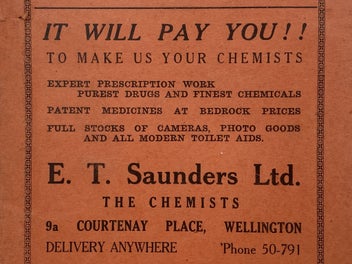 IT WILL PAY YOU!!
TO MAKE US YOUR CHEMISTS
EXPERT PRESCRIPTION WORK
PUREST DRUGS AND FINEST CHEMICALS
PATENT MEDICINES AT BEDROCK PRICES
FULL STOCKS OF CAMERAS, PHOTO GOODS
AND ALL MODERN TOILET AIDS.
E. T. Saunders Ltd.
THE CHEMISTS
9a COURTENAY PLACE, WELLINGTON
DELIVERY ANYWHERE 'Phone 50-791